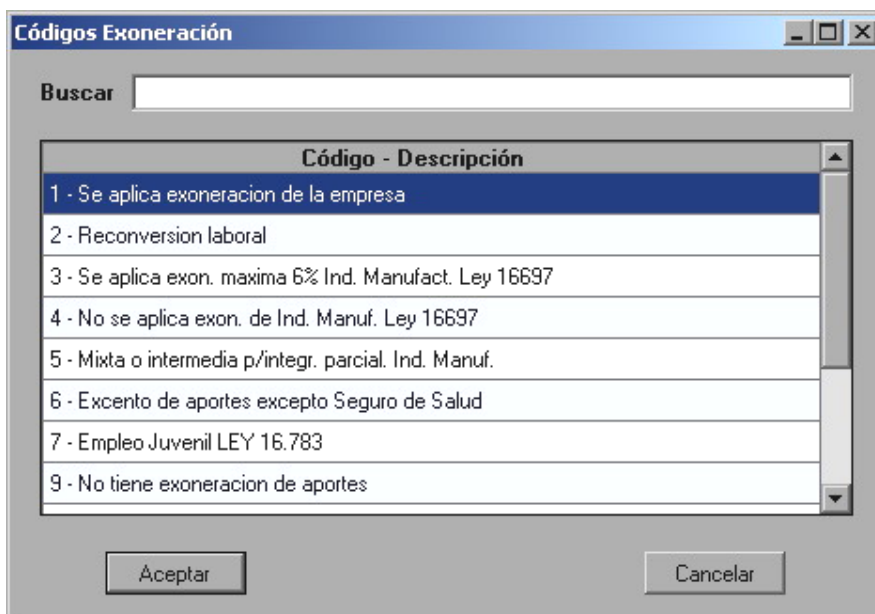 Códigos Exoneración
Buscar
Código - Descripción
1 - Se aplica exoneracion de la empresa
2 - Reconversion laboral
3 - Se aplica exon. maxima 6% Ind. Manufact. Ley 16697
4 - No se aplica exon. de Ind. Manuf. Ley 16697
5 - Mixta o intermedia p/integr. parcial. Ind. Manuf.
6 - Excento de aportes excepto Seguro de Salud
7 - Empleo Juvenil LEY 16.783
9 - No tiene exoneracion de aportes
Aceptar Cancelar